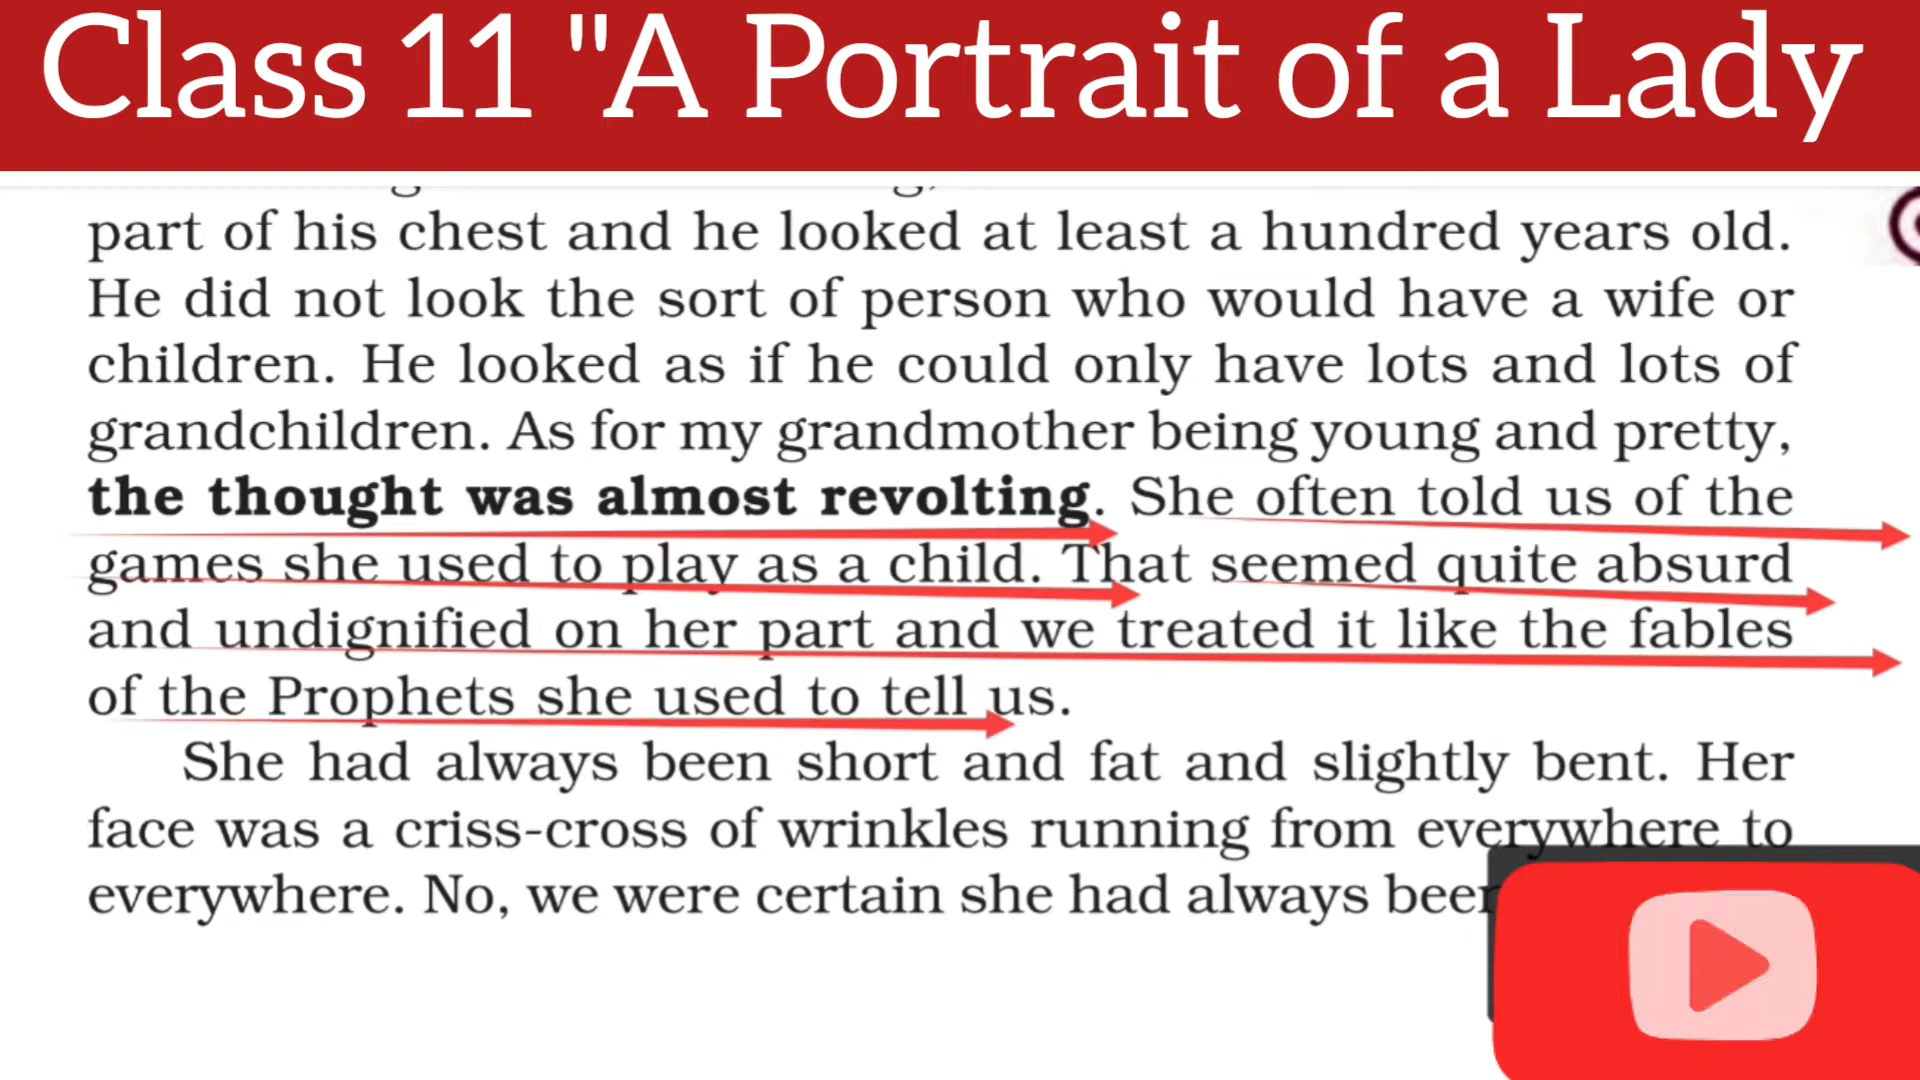 Class 11 "A Portrait of a Lady
part of his chest and he looked at least a hundred years old.
He did not look the sort of person who would have a wife or
children. He looked as if he could only have lots and lots of
grandchildren. As for my grandmother being young and pretty,
the thought was almost revolting. She often told us of the
games she used to play as a child. That seemed quite absurd
and undignified on her part and we treated it like the fables
of the Prophets she used to tell us.
She had always been short and fat and slightly bent. Her
face was a criss-cross of wrinkles running from everywhere to
everywhere. No, we were certain she had always